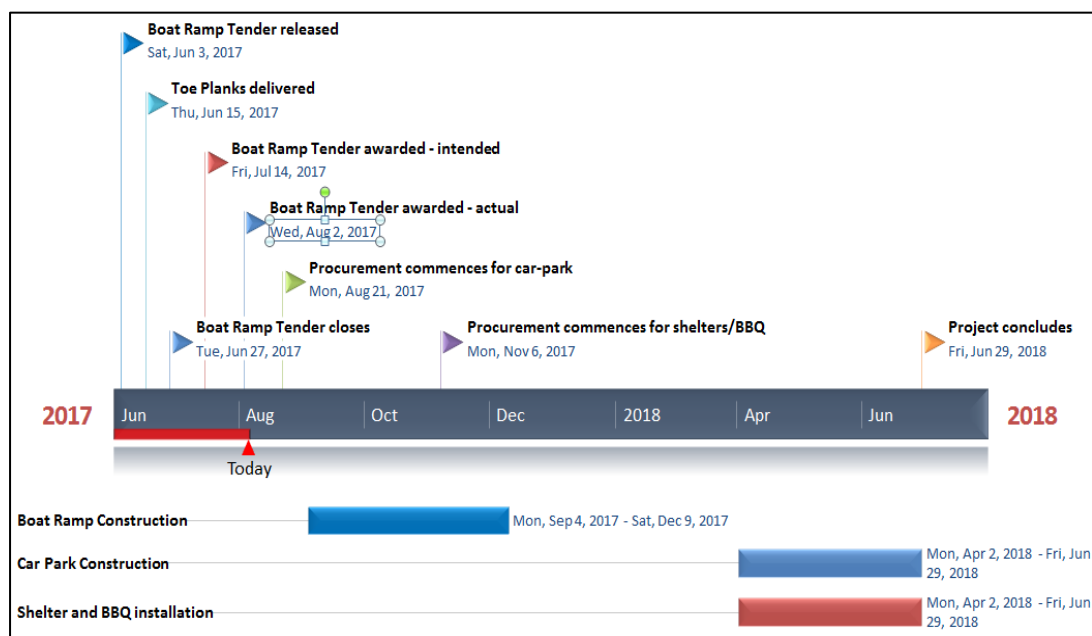 Boat Ramp Tender released
Sat, Jun 3, 2017
Toe Planks delivered
Thu, Jun 15, 2017
Boat Ramp Tender awarded - intended
Fri, Jul 14, 2017
Boat Ramp Tender awarded - actual
Wed, Aug 2, 2017
Procurement commences for car-park
Mon, Aug 21, 2017
Boat Ramp Tender closes
Tue, Jun 27, 2017
Procurement commences for shelters/BBQ
Mon, Nov 6, 2017
Project concludes
Fri, Jun 29, 2018
2017 Jun Aug Oct Dec 2018 Apr Jun 2018
Today
Boat Ramp Construction Mon, Sep 4, 2017 - Sat, Dec 9, 2017
Car Park Construction Mon, Apr 2, 2018 - Fri, Jun
29, 2018
Shelter and BBQ installation Mon, Apr 2, 2018 - Fri, Jun
29, 2018